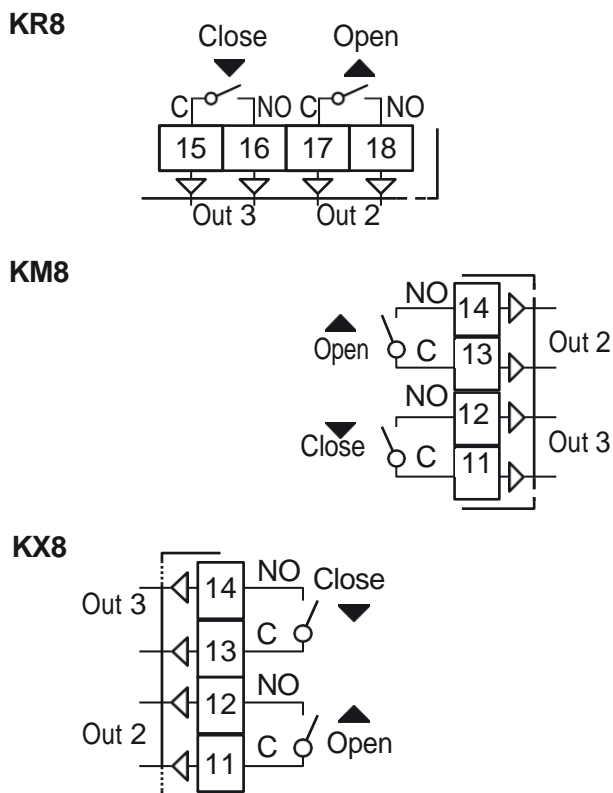 KR8
Close Open
C NO C NO
15 16 17 18
Out 3 Out 2
KM8
NO 14
Open C 13 Out 2
NO 12
Close C 11 Out 3
KX8
14 NO Close
Out 3
13 C
12 NO
Out 2
11 C Open